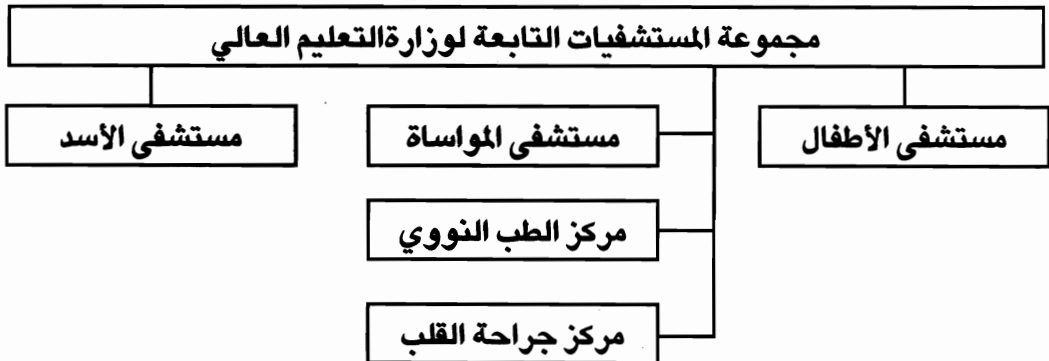 مجموعة المستشفيات التابعة لوزارةالتعليم العالي
مستشفى الأطفال
مستشفى المواساة
مستشفى الأسد
مركز الطب النووي
مركز جراحة القلب